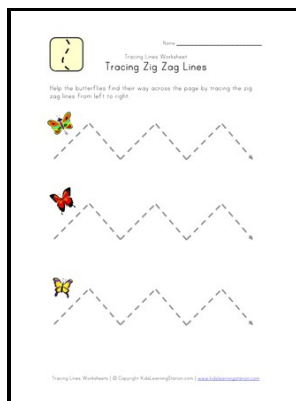 Name
Tracing Lines Worksheet
Tracing Zig Zag Lines
Help the butterflies find their way across the page by tracing the zig
zag lines from left to right.
Tracing Lines Worksheets | © Copyright KidsLearningStation.com | www.kidslearningstation.com